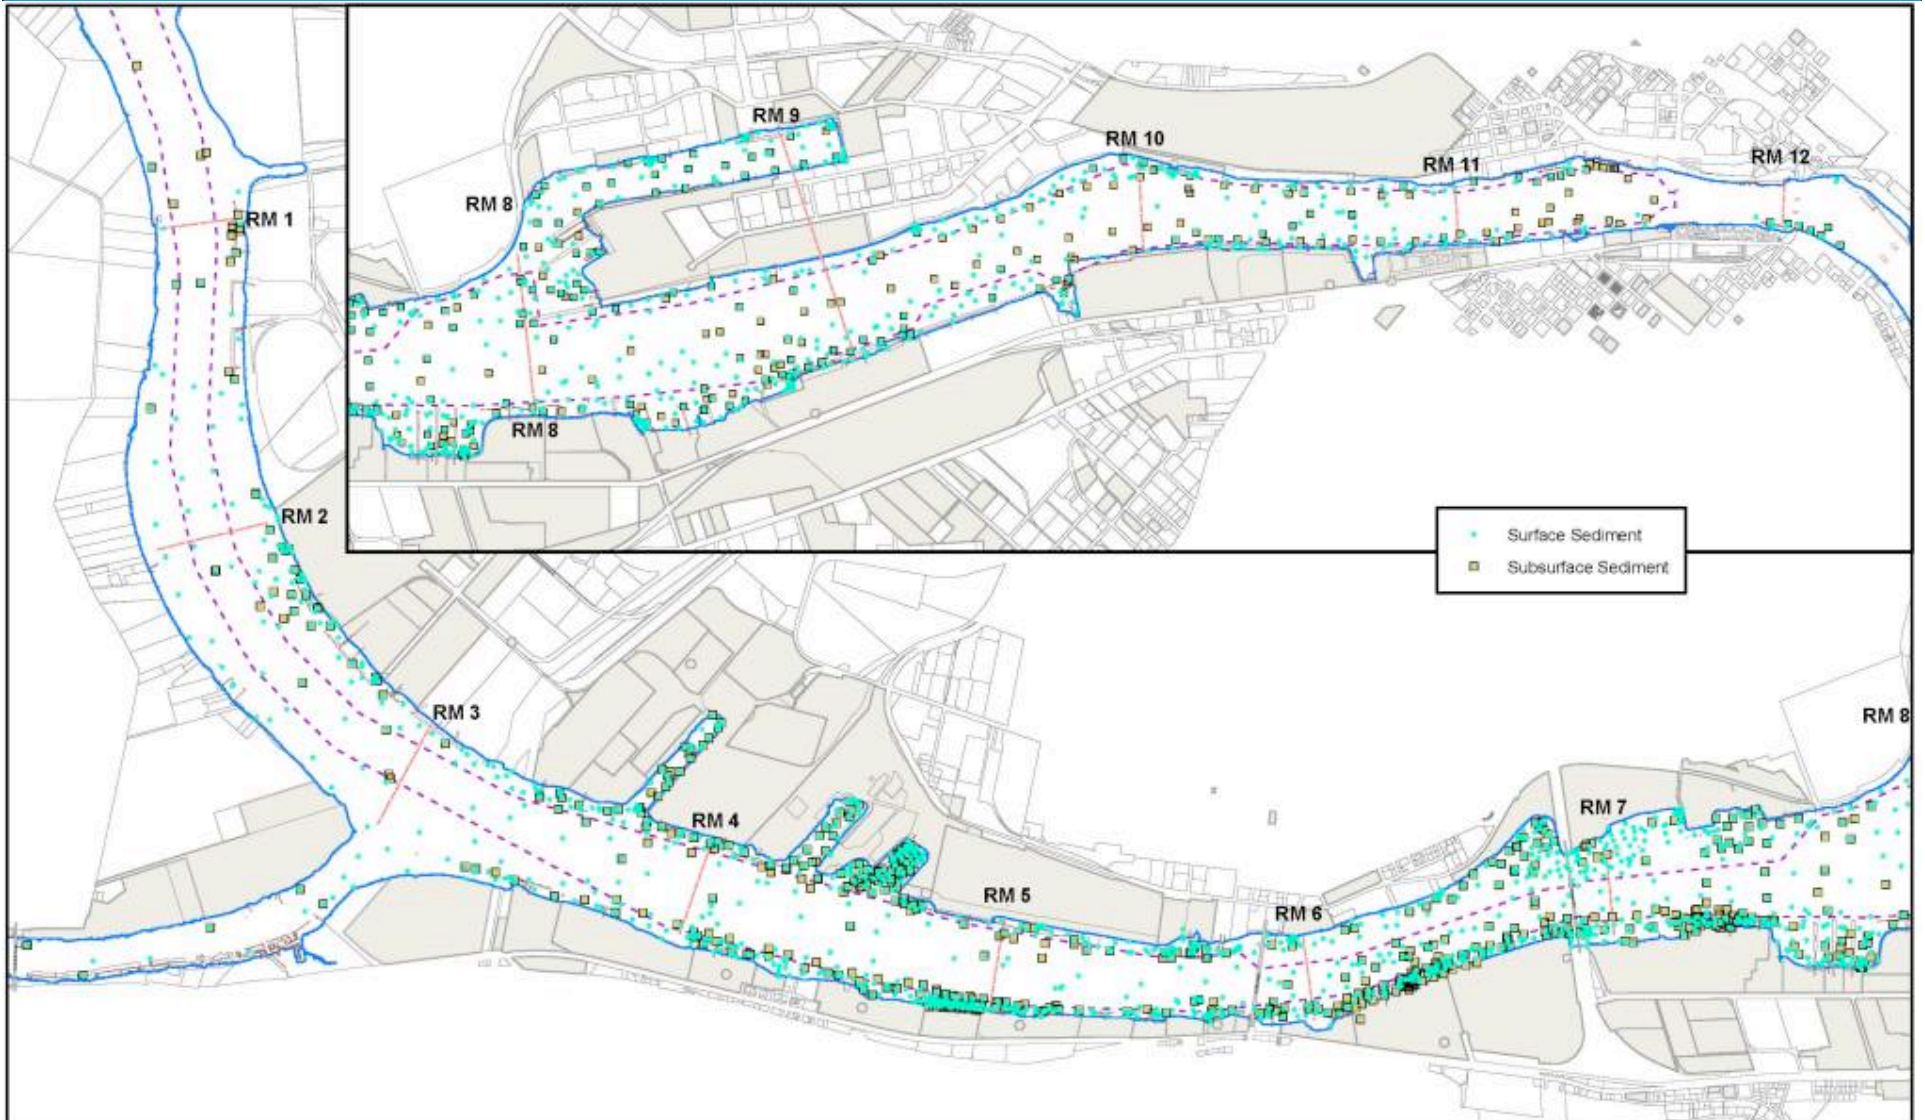 RM 9
RM 10
RM 11
RM 12
RM 8
RM 1
RM 8
RM 2
Surface Sediment
Subsurface Sediment
RM 3
RM 8
RM 4
RM 7
RM 5
RM 6